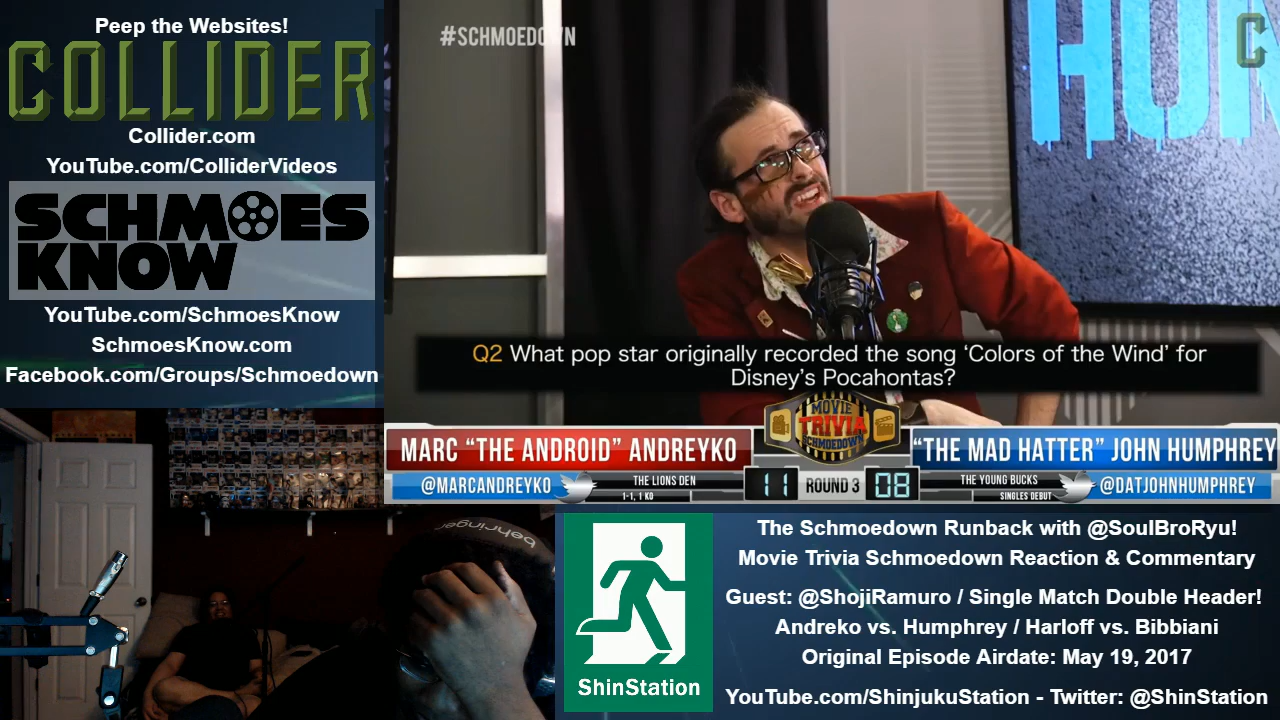 Peep the Websites!
COLLIDER
Collider.com
YouTube.com/ColliderVideos
SCHMOES
KNOW
YouTube.com/SchmoesKnow
SchmoesKnow.com
Facebook.com/Groups/Schmoedown
#SCHMOEDOWN
C
HUM
Q2 What pop star originally recorded the song ‘Colors of the Wind’ for
Disney’s Pocahontas?
MOVIE
TRIVIA
SCHMOEDOWN
MARC “THE ANDROID” ANDREYKO
“THE MAD HATTER” JOHN HUMPHREY
@MARCANDREYKO
THE LIONS DEN
1-1, 1 KO
11 ROUND 3 08
THE YOUNG BUCKS
SINGLES DEBUT
@DATJOHNHUMPHREY
behringer
ShinStation
The Schmoedown Runback with @SoulBroRyu!
Movie Trivia Schmoedown Reaction & Commentary
Guest: @ShojiRamuro / Single Match Double Header!
Andreko vs. Humphrey / Harloff vs. Bibbiani
Original Episode Airdate: May 19, 2017
YouTube.com/ShinjukuStation - Twitter: @ShinStation